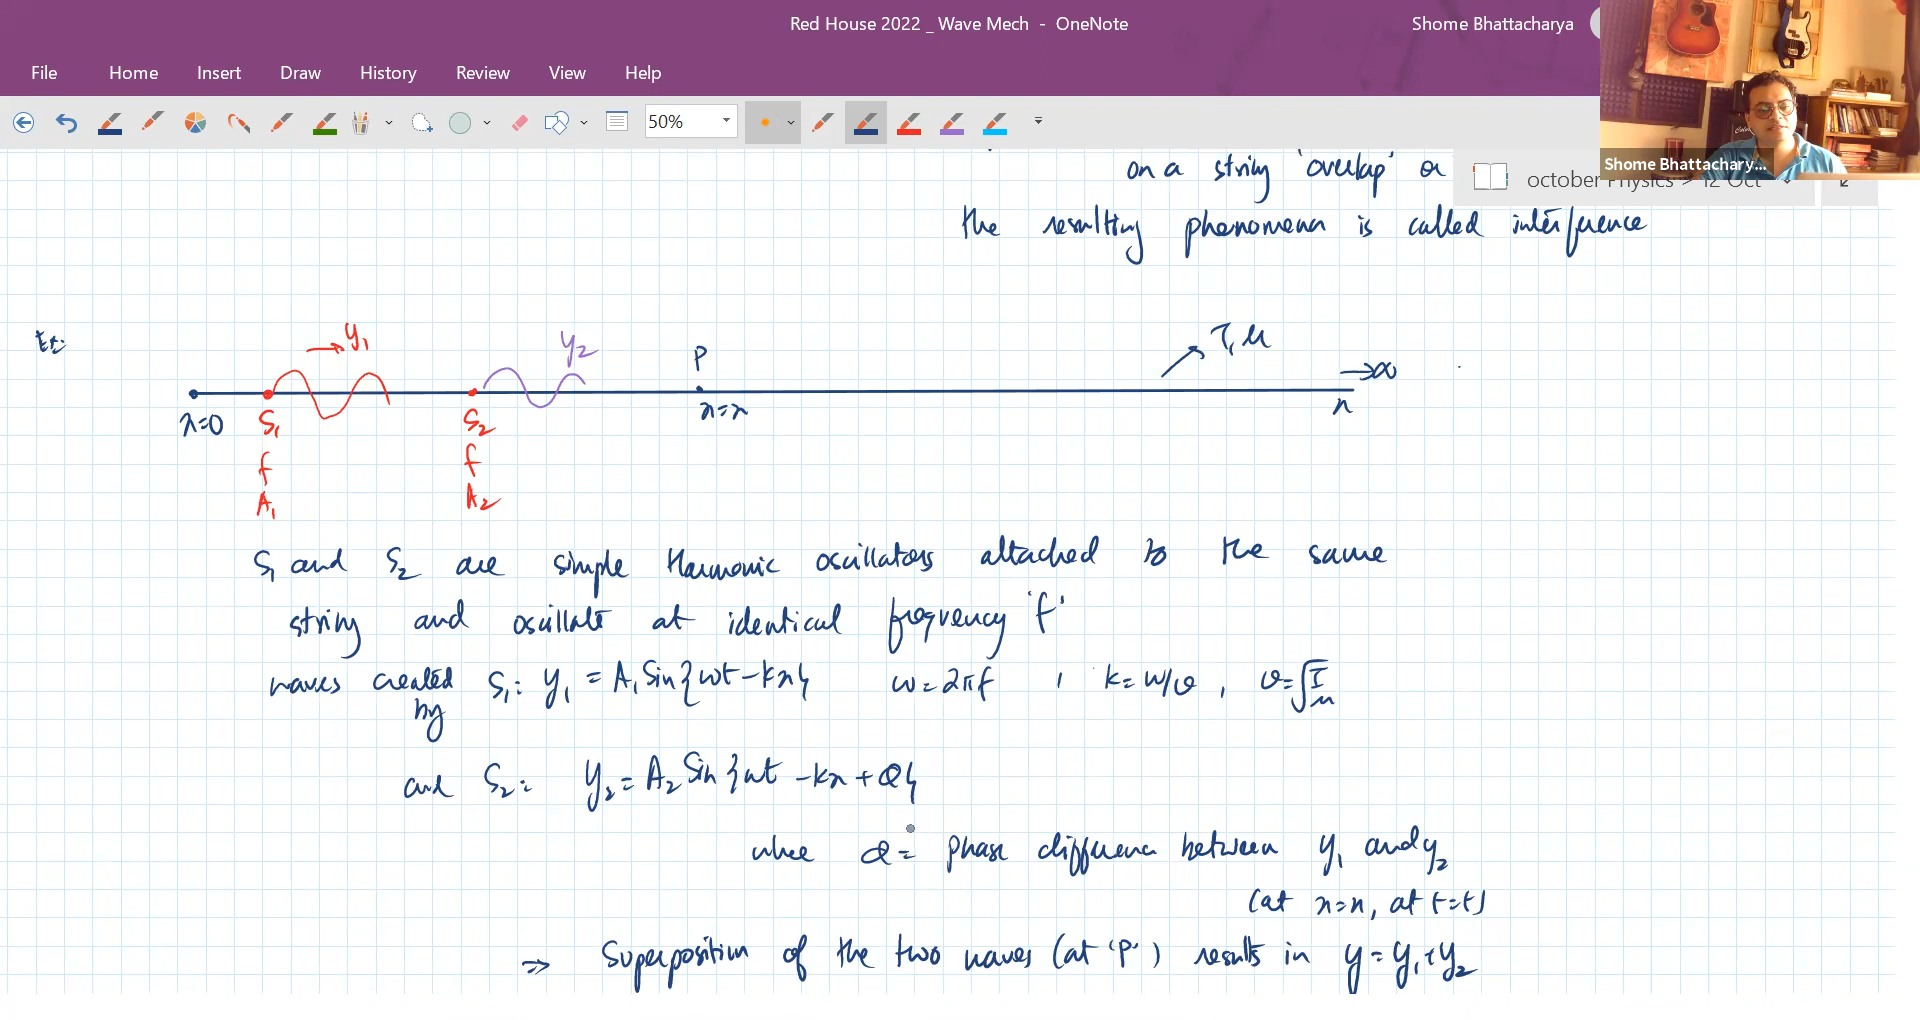 Red House 2022 _ Wave Mech - OneNote
Shome Bhattacharya
File Home Insert Draw History Review View Help
50%
Shome Bhattachary...
october Physics > 12 Oct
on a string 'overlap' or
the resulting phenomena is called interference
Ex:
→ y₁
y₂
P
T, μ
→ ∞
x=0
S₁
S₂
x=x
x
f
f
A₁
A₂
S₁ and S₂ are simple Harmonic oscillators attached to the same
string and oscillate at identical frequency 'f'
waves created by S₁: y₁ = A₁ Sin{ωt - kx} ω = 2πf , k = ω/v , v = √(T/μ)
and S₂: y₂ = A₂ Sin{ωt - kx + Q}
where Q = phase difference between y₁ and y₂
(at x=x, at t=t)
⇒ Superposition of the two waves (at 'P') results in y = y₁ + y₂